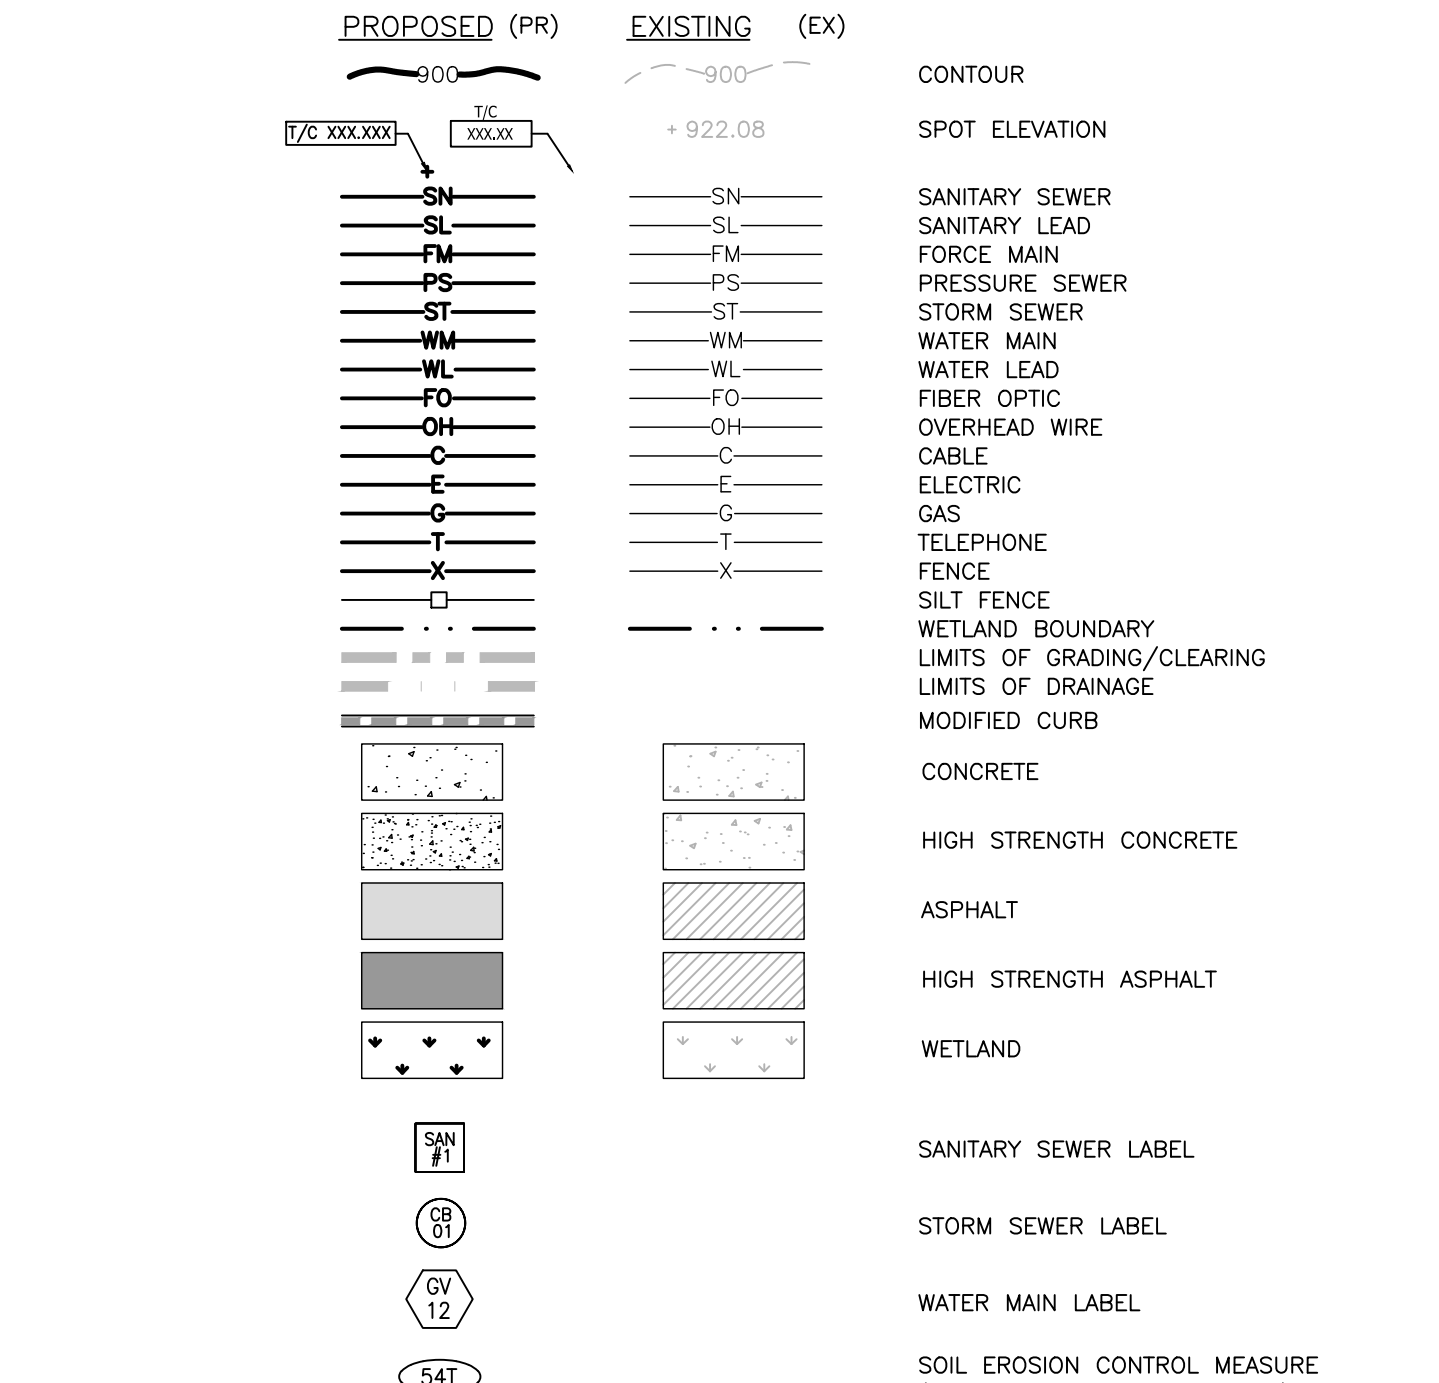 PROPOSED (PR) EXISTING (EX)
900 900 CONTOUR
T/C
T/C XXX.XXX XXX.XX + 922.08 SPOT ELEVATION
SN SN SANITARY SEWER
SL SL SANITARY LEAD
FM FM FORCE MAIN
PS PS PRESSURE SEWER
ST ST STORM SEWER
WM WM WATER MAIN
WL WL WATER LEAD
FO FO FIBER OPTIC
OH OH OVERHEAD WIRE
C C CABLE
E E ELECTRIC
G G GAS
T T TELEPHONE
X X FENCE
SILT FENCE
WETLAND BOUNDARY
LIMITS OF GRADING/CLEARING
LIMITS OF DRAINAGE
MODIFIED CURB
CONCRETE
HIGH STRENGTH CONCRETE
ASPHALT
HIGH STRENGTH ASPHALT
WETLAND
SAN
#1
SANITARY SEWER LABEL
CB
01
STORM SEWER LABEL
GV
12
WATER MAIN LABEL
54T SOIL EROSION CONTROL MEASURE